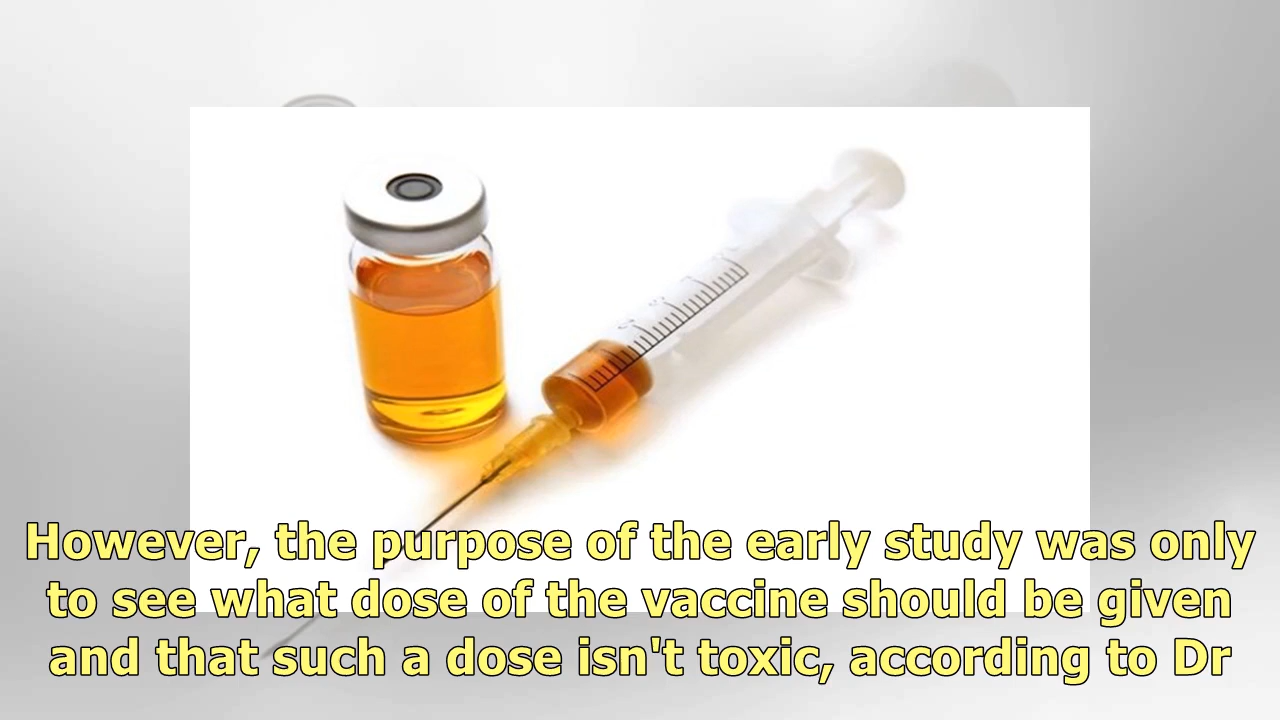 However, the purpose of the early study was only
to see what dose of the vaccine should be given
and that such a dose isn't toxic, according to Dr